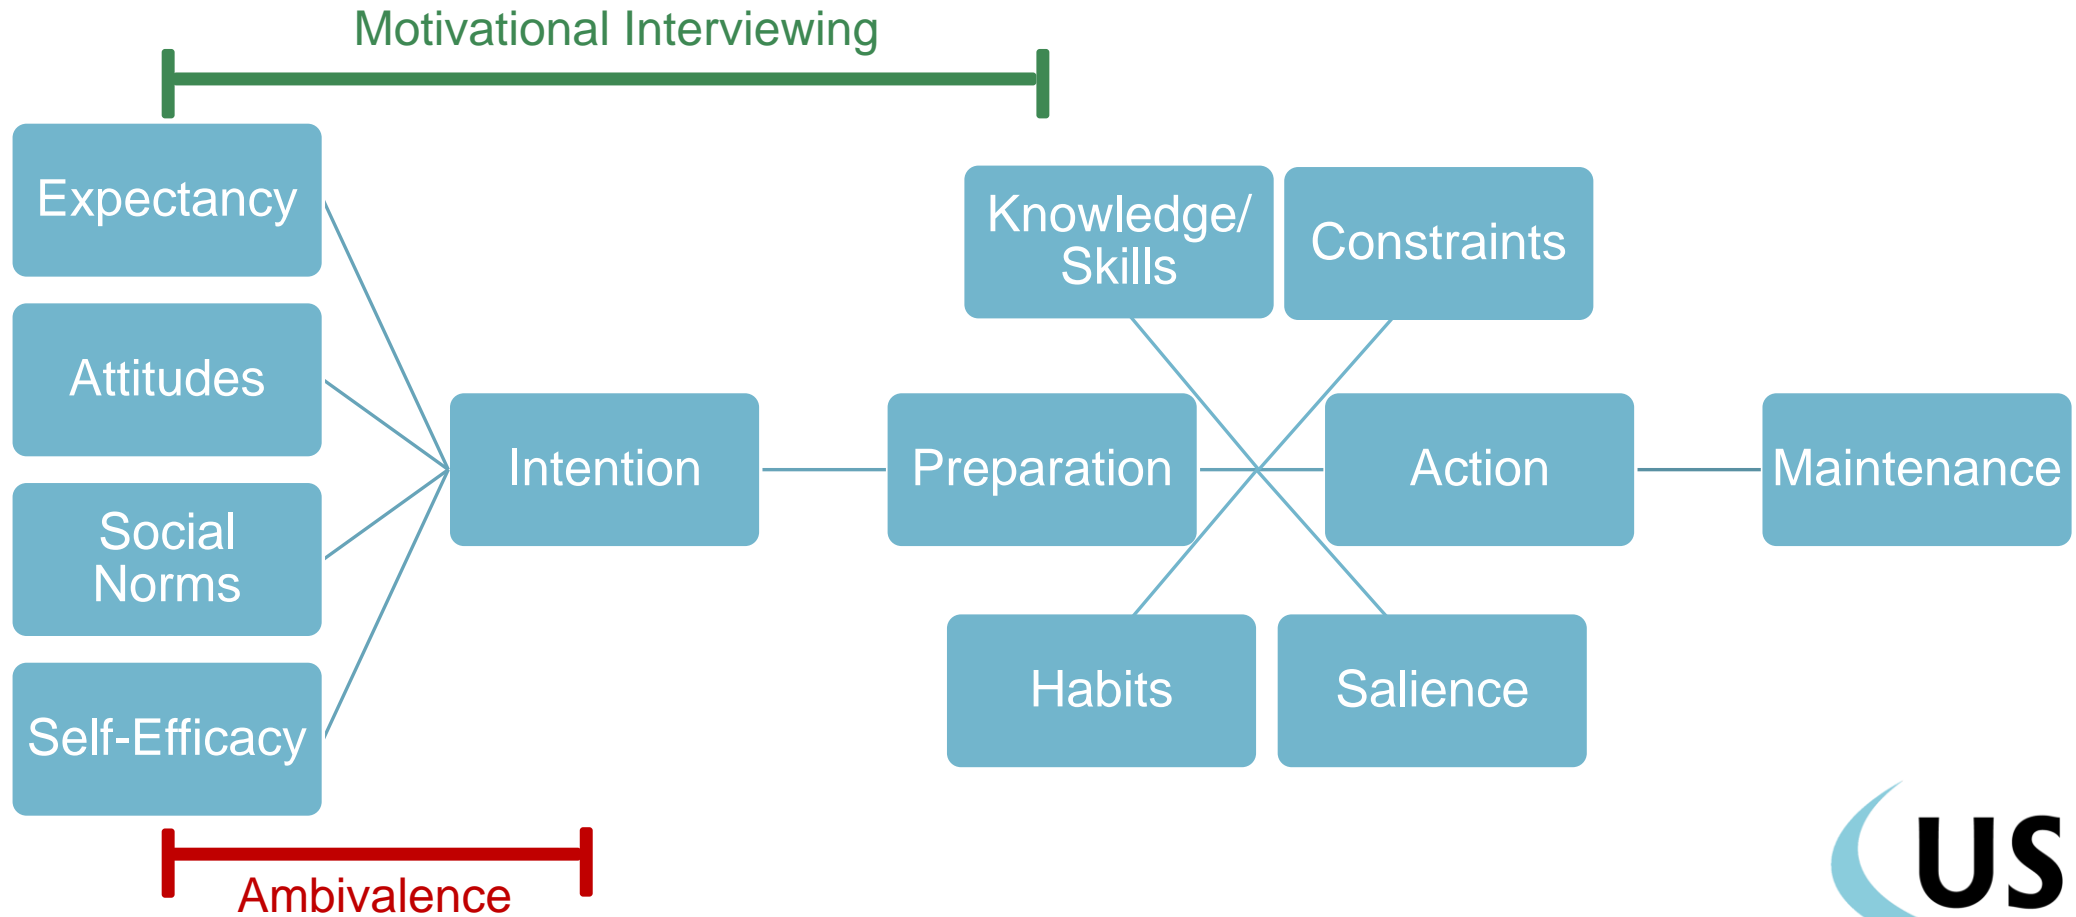 Motivational Interviewing
Expectancy
Attitudes
Social
Norms
Self-Efficacy
Intention
Preparation
Knowledge/
Skills
Constraints
Habits
Salience
Action
Maintenance
Ambivalence
US